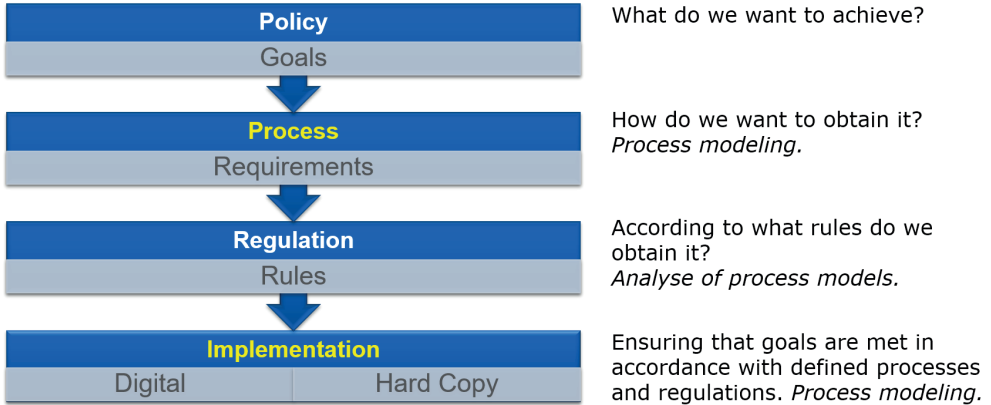 Policy
What do we want to achieve?
Goals
Process
How do we want to obtain it?
Process modeling.
Requirements
Regulation
According to what rules do we
obtain it?
Analyse of process models.
Rules
Implementation
Ensuring that goals are met in
accordance with defined processes
and regulations. Process modeling.
Digital
Hard Copy